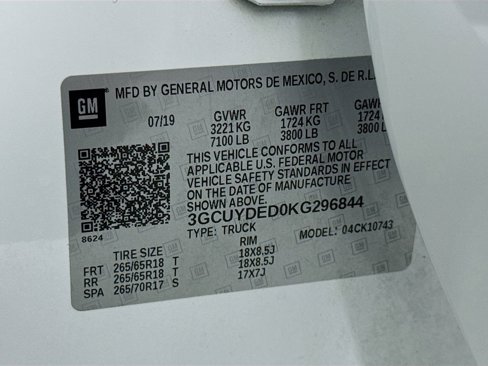 GM
MFD BY GENERAL MOTORS DE MEXICO, S. DE R.L.
07/19 GVWR GAWR FRT GAWR
3221 KG 1724 KG 1724
7100 LB 3800 LB 3800 L
THIS VEHICLE CONFORMS TO ALL
APPLICABLE U.S. FEDERAL MOTOR
VEHICLE SAFETY STANDARDS IN EFFECT
ON THE DATE OF MANUFACTURE
SHOWN ABOVE.
3GCUYDED0KG296844
8624
TYPE: TRUCK MODEL: 04CK10743
TIRE SIZE RIM
FRT 265/65R18 T 18X8.5J
RR 265/65R18 T 18X8.5J
SPA 265/70R17 S 17X7J